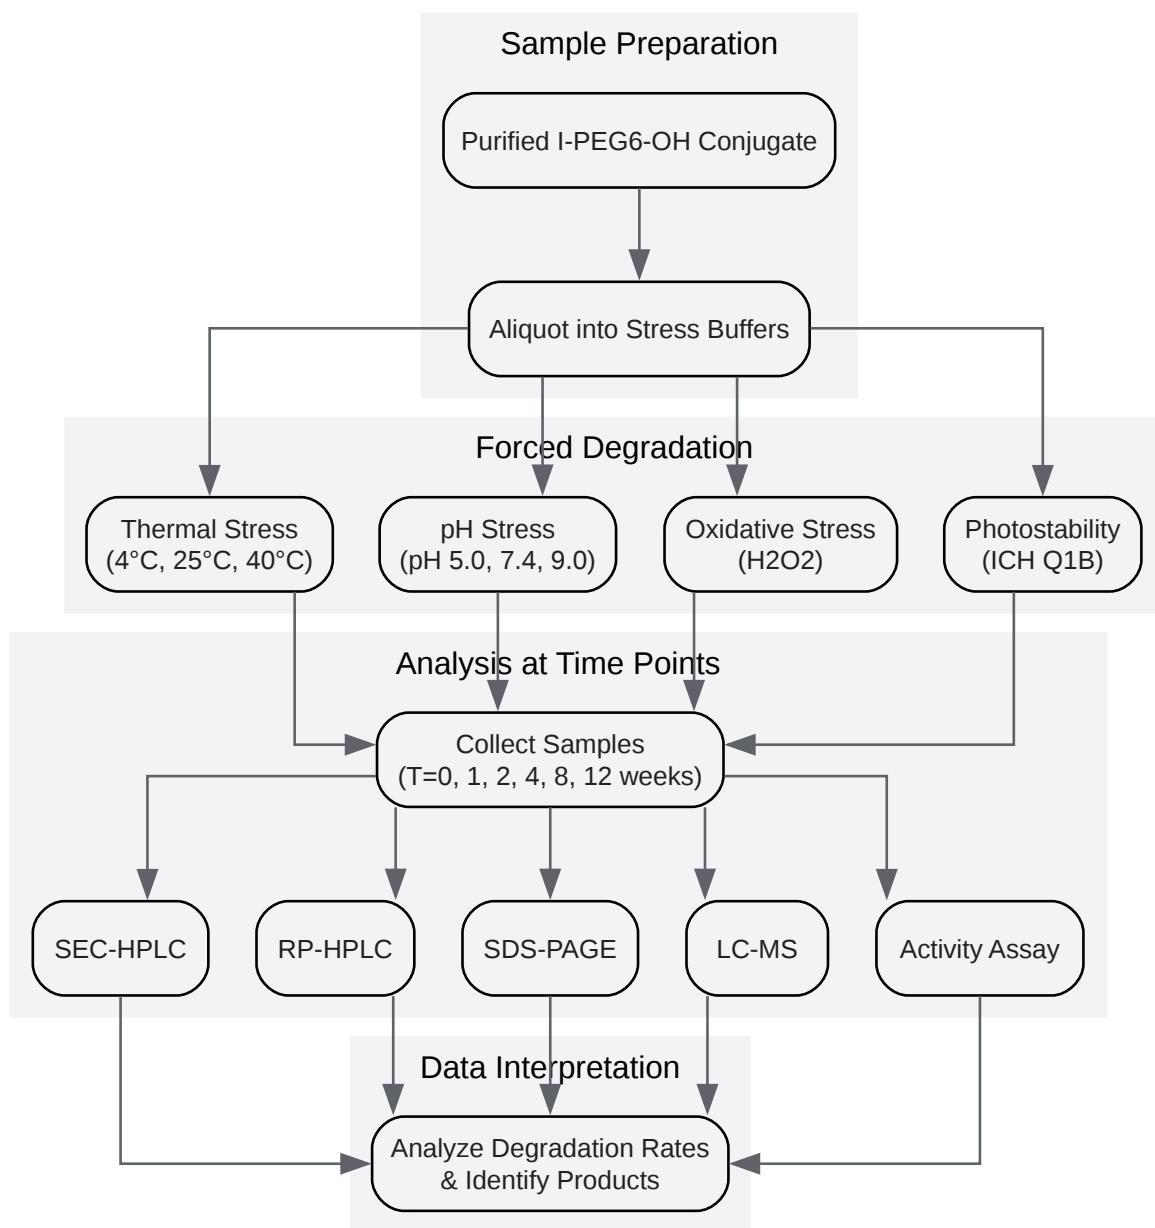 Sample Preparation
Purified I-PEG6-OH Conjugate
Aliquot into Stress Buffers
Forced Degradation
Thermal Stress
(4°C, 25°C, 40°C)
pH Stress
(pH 5.0, 7.4, 9.0)
Oxidative Stress
(H2O2)
Photostability
(ICH Q1B)
Analysis at Time Points
Collect Samples
(T=0, 1, 2, 4, 8, 12 weeks)
SEC-HPLC
RP-HPLC
SDS-PAGE
LC-MS
Activity Assay
Data Interpretation
Analyze Degradation Rates
& Identify Products